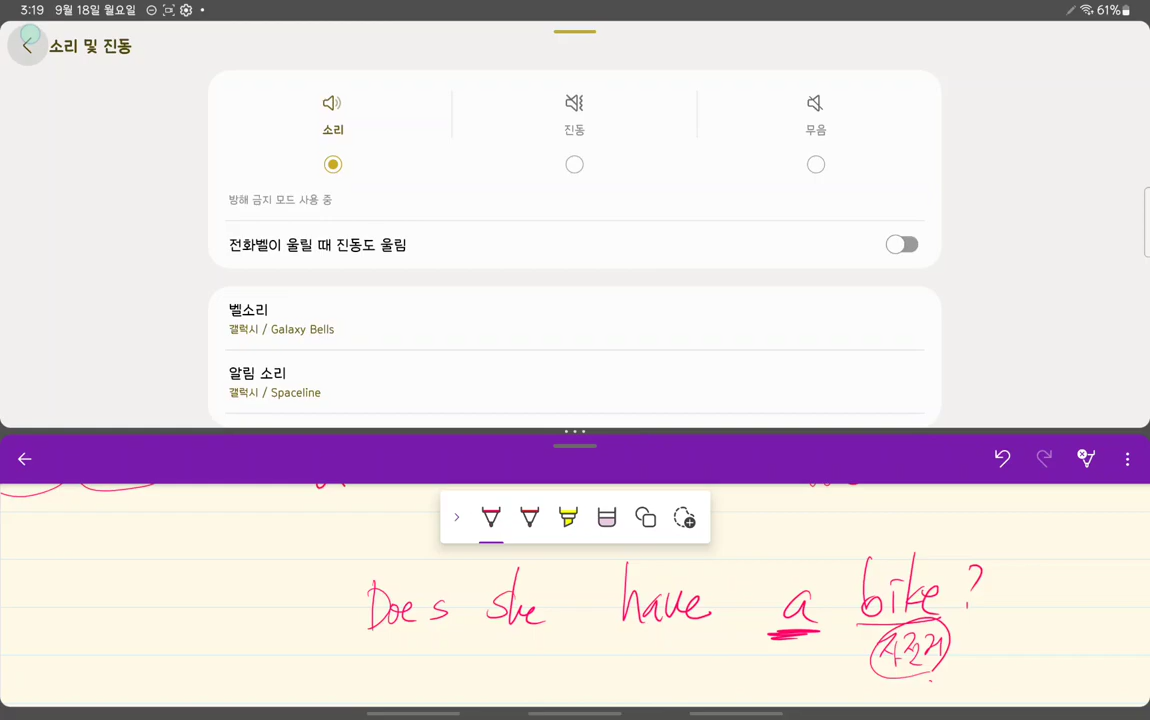 3:19 9월 18일 월요일 61%
소리 및 진동
소리 진동 무음
방해 금지 모드 사용 중
전화벨이 울릴 때 진동도 울림
벨소리
갤럭시 / Galaxy Bells
알림 소리
갤럭시 / Spaceline
Does she have a bike?
자전거